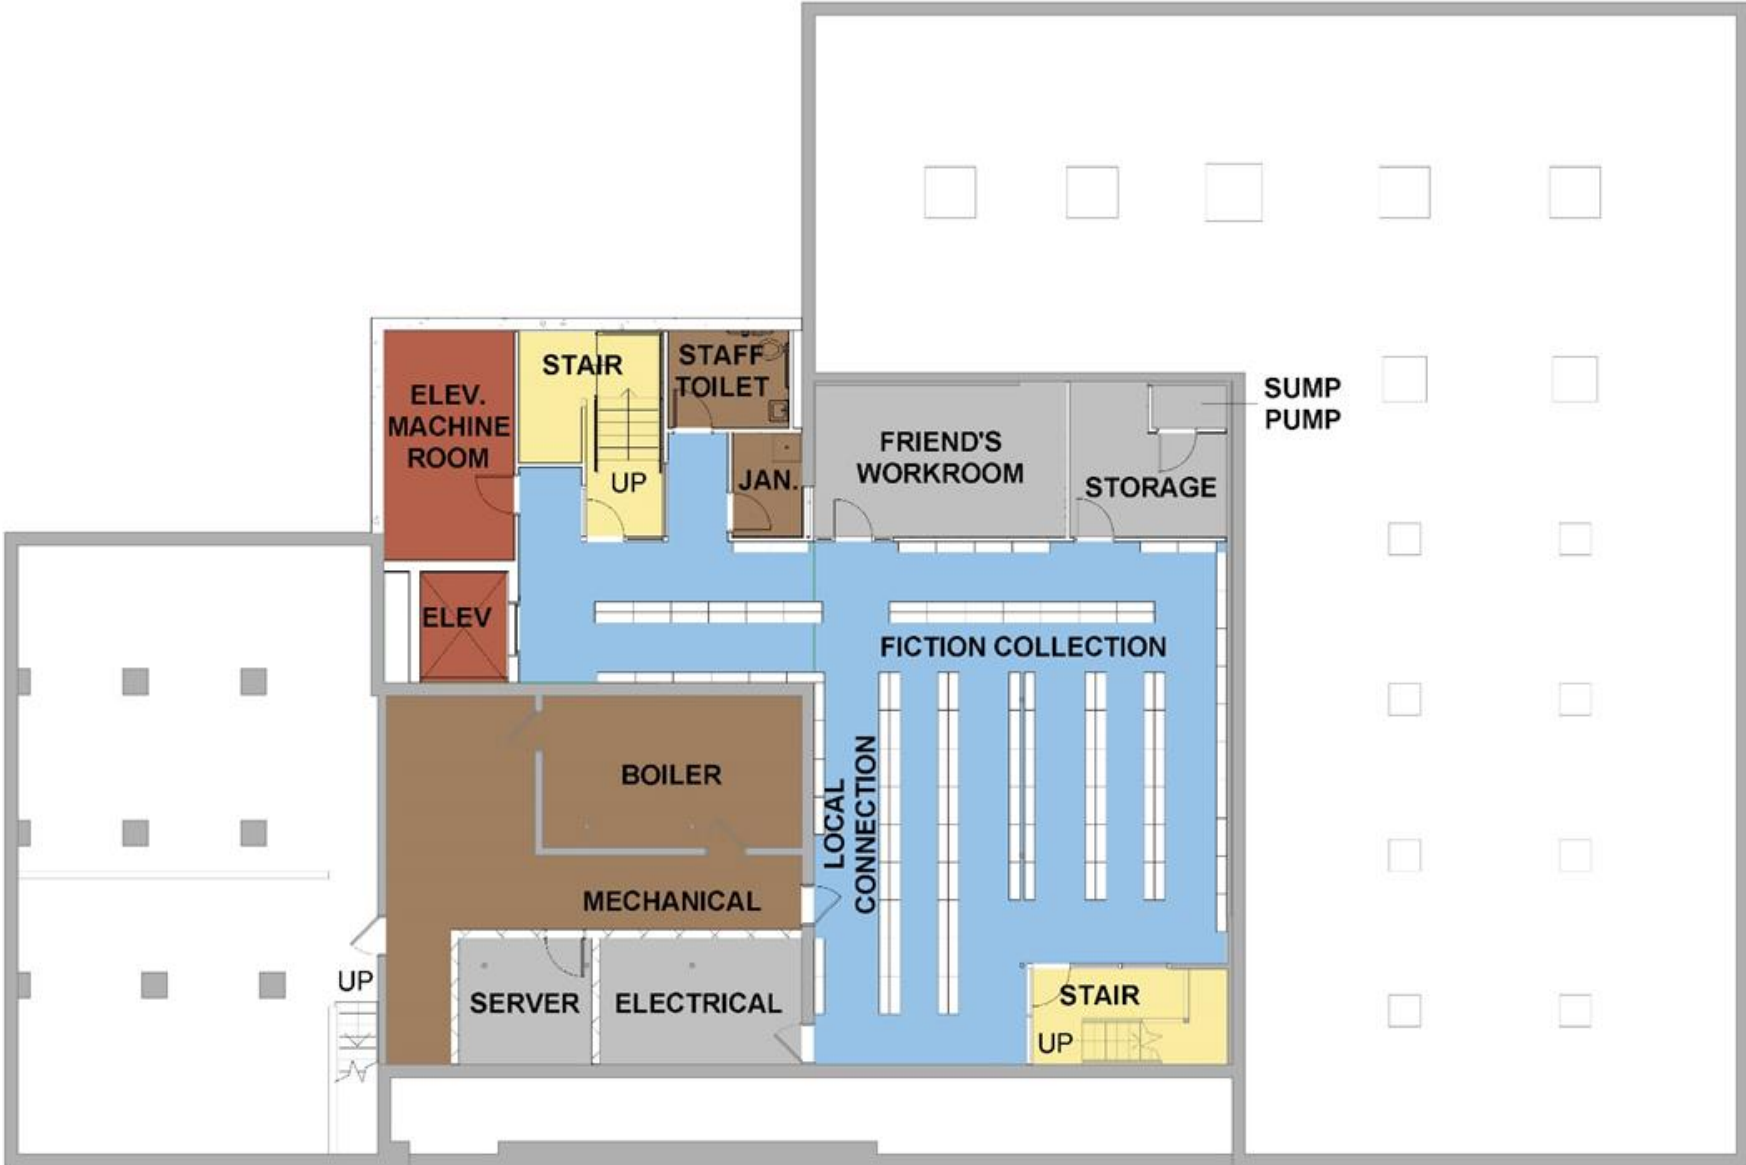 STAIR
STAFF
TOILET
ELEV.
MACHINE
ROOM
SUMP
PUMP
FRIEND'S
WORKROOM
UP
JAN.
STORAGE
ELEV
FICTION COLLECTION
BOILER
LOCAL
CONNECTION
MECHANICAL
UP
SERVER
ELECTRICAL
STAIR
UP